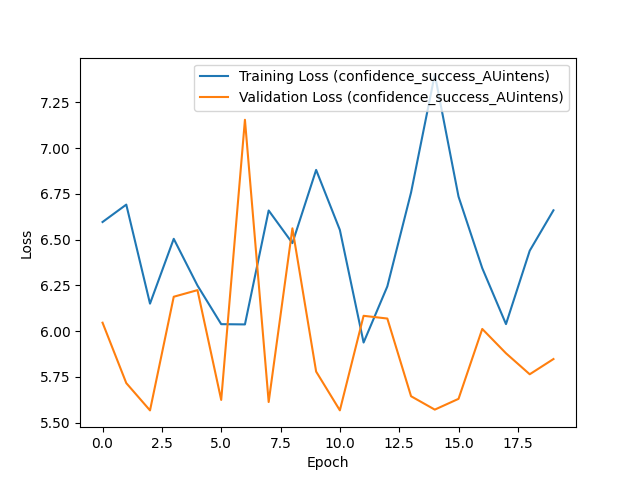 Training Loss (confidence_success_AUintens)
Validation Loss (confidence_success_AUintens)
7.25
7.00
6.75
6.50
6.25
6.00
5.75
5.50
Loss
0.0 2.5 5.0 7.5 10.0 12.5 15.0 17.5
Epoch